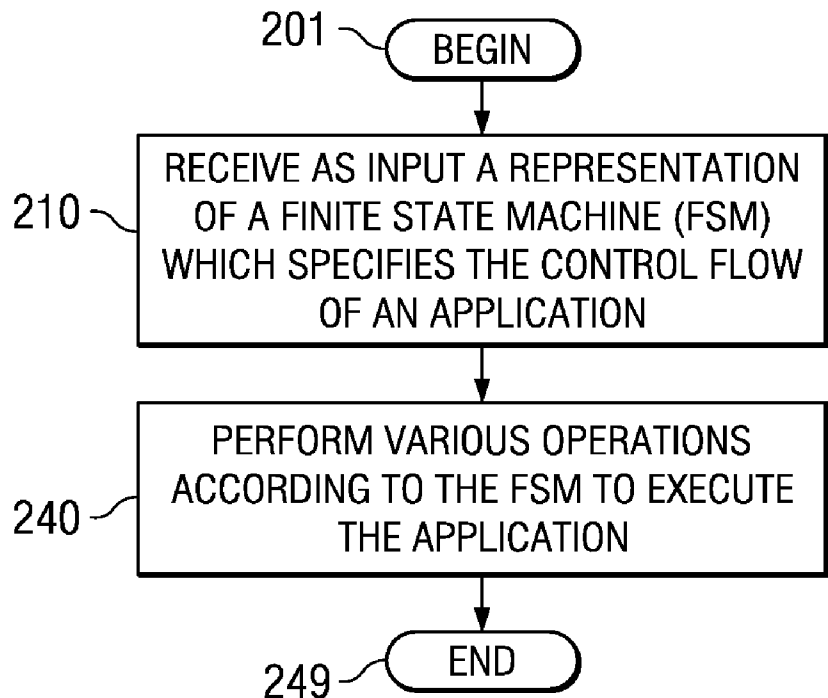 201
BEGIN
210
RECEIVE AS INPUT A REPRESENTATION
OF A FINITE STATE MACHINE (FSM)
WHICH SPECIFIES THE CONTROL FLOW
OF AN APPLICATION
240
PERFORM VARIOUS OPERATIONS
ACCORDING TO THE FSM TO EXECUTE
THE APPLICATION
249
END